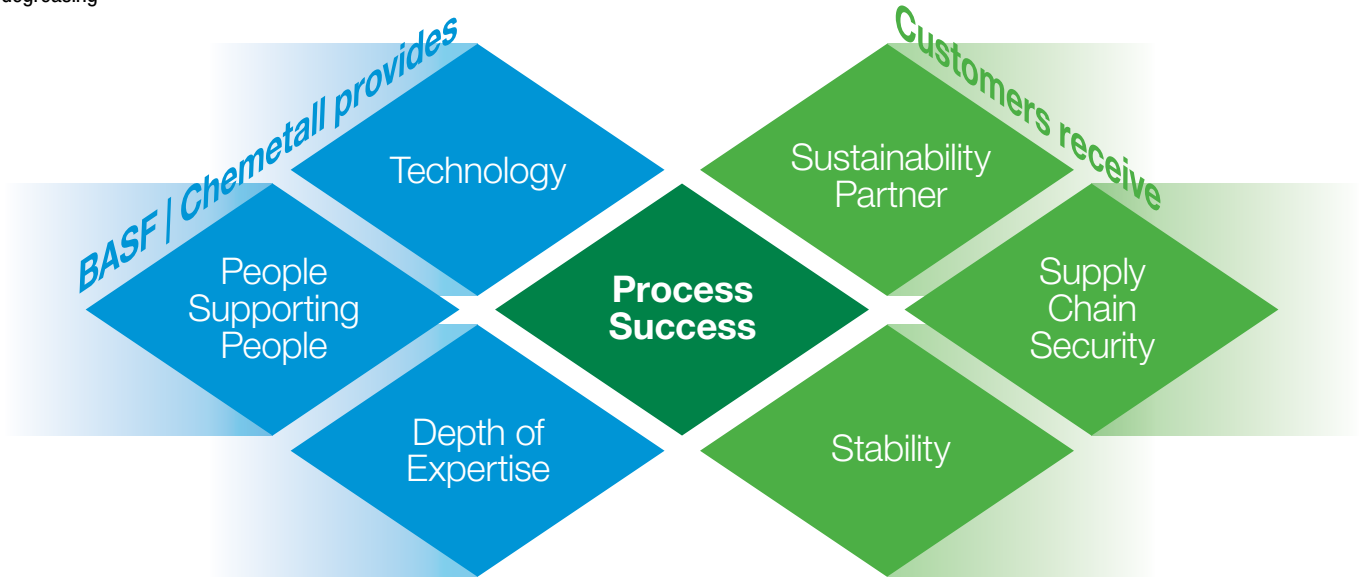 degreasing
BASF | Chemetall provides
Customers receive
Technology
People
Supporting
People
Depth of
Expertise
Process
Success
Sustainability
Partner
Supply
Chain
Security
Stability